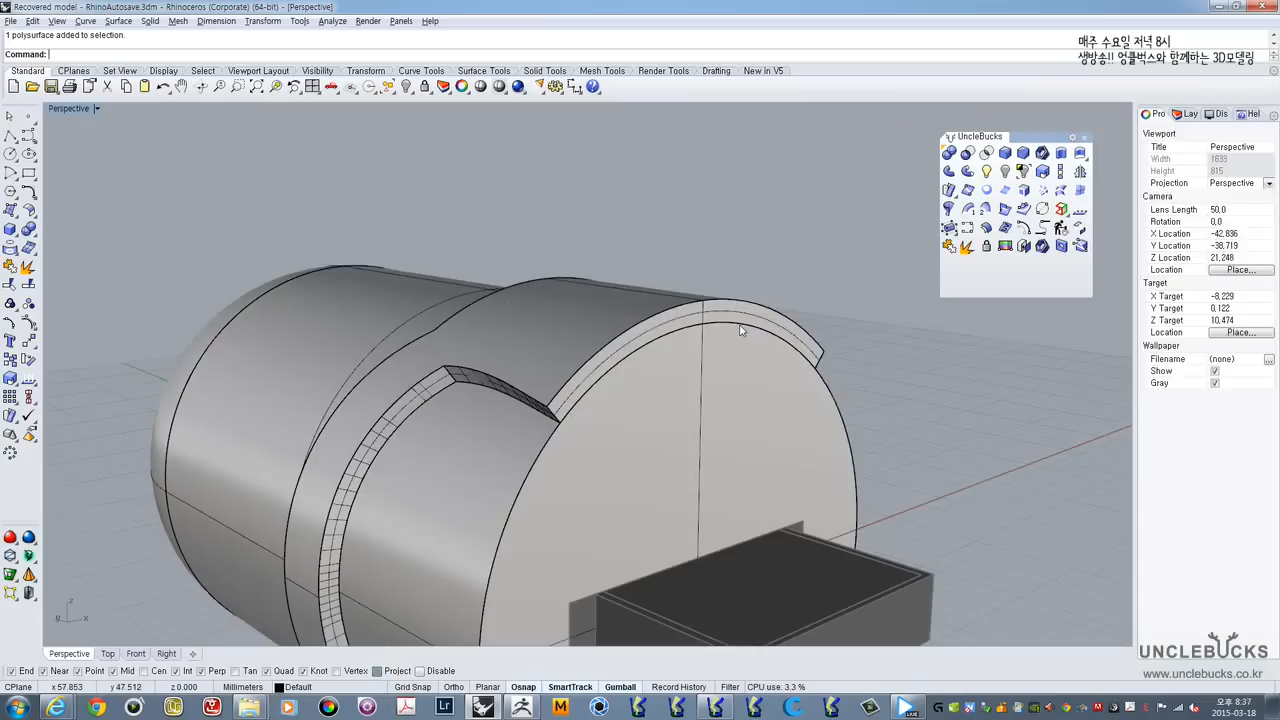 Recovered model - RhinoAutosave.3dm - Rhinoceros (Corporate) (64-bit) - [Perspective]
File Edit View Curve Surface Solid Mesh Dimension Transform Tools Analyze Render Panels Help
1 polysurface added to selection.
매주 수요일 저녁 8시
Command:
생방송!! 엉클벅스와 함께하는 3D모델링
Standard CPlanes Set View Display Select Viewport Layout Visibility Transform Curve Tools Surface Tools Solid Tools Mesh Tools Render Tools Drafting New in V5
Perspective
Pro Lay Dis Hel
UncleBucks
Viewport
Title Perspective
Width 1633
Height 815
Projection Perspective
Camera
Lens Length 50.0
Rotation 0.0
X Location -42.836
Y Location -38.719
Z Location 21.248
Location Place...
Target
X Target -8.229
Y Target 0.122
Z Target 10.474
Location Place...
Wallpaper
Filename (none) ...
Show
Gray
z
y x
Perspective Top Front Right
UNCLEBUCKS
www.unclebucks.co.kr
End Near Point Mid Cen Int Perp Tan Quad Knot Vertex Project Disable
CPlane x 57.853 y 47.512 z 0.000 Millimeters Default Grid Snap Ortho Planar Osnap SmartTrack Gumball Record History Filter CPU use: 3.3 %
오후 8:37
2015-03-18